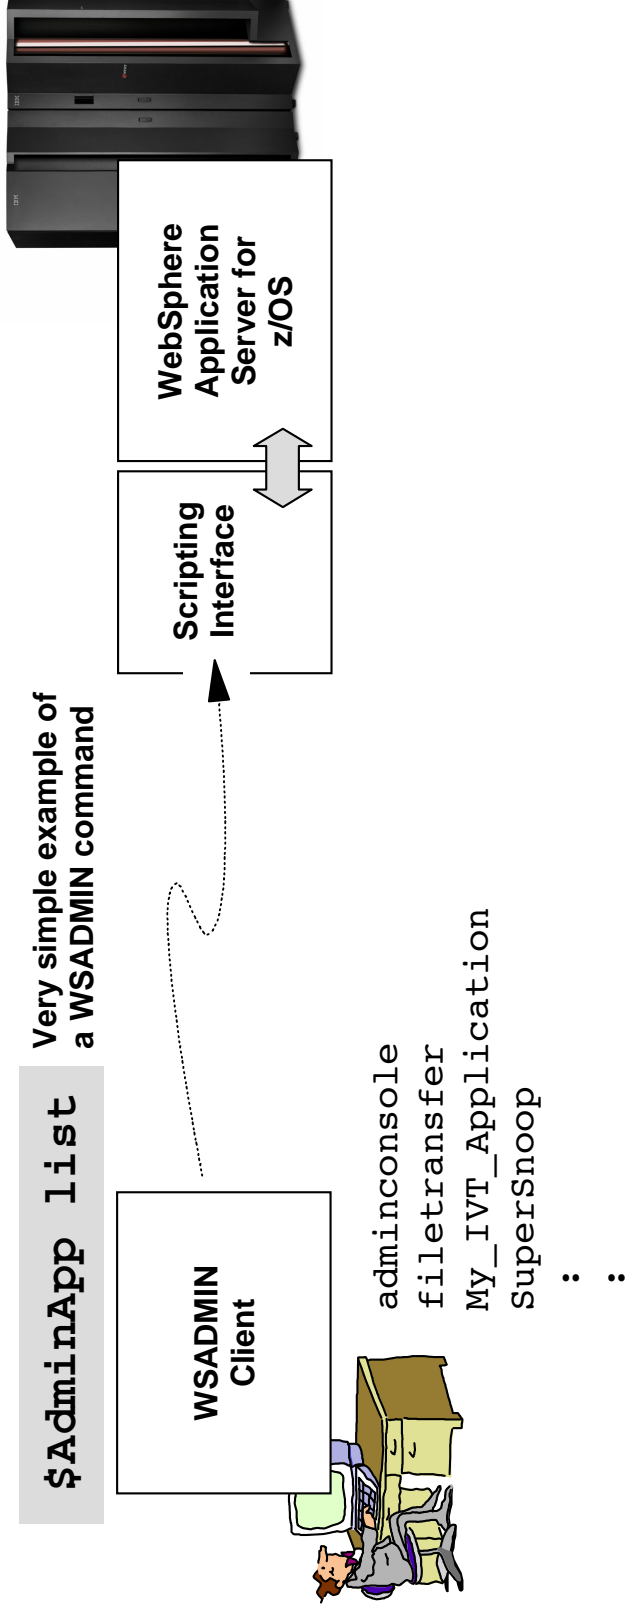 $AdminApp list
Very simple example of
a WSADMIN command
WSADMIN
Client
Scripting
Interface
WebSphere
Application
Server for
z/OS
adminconsole
filetransfer
My_IVT_Application
SuperSnoop
:
: